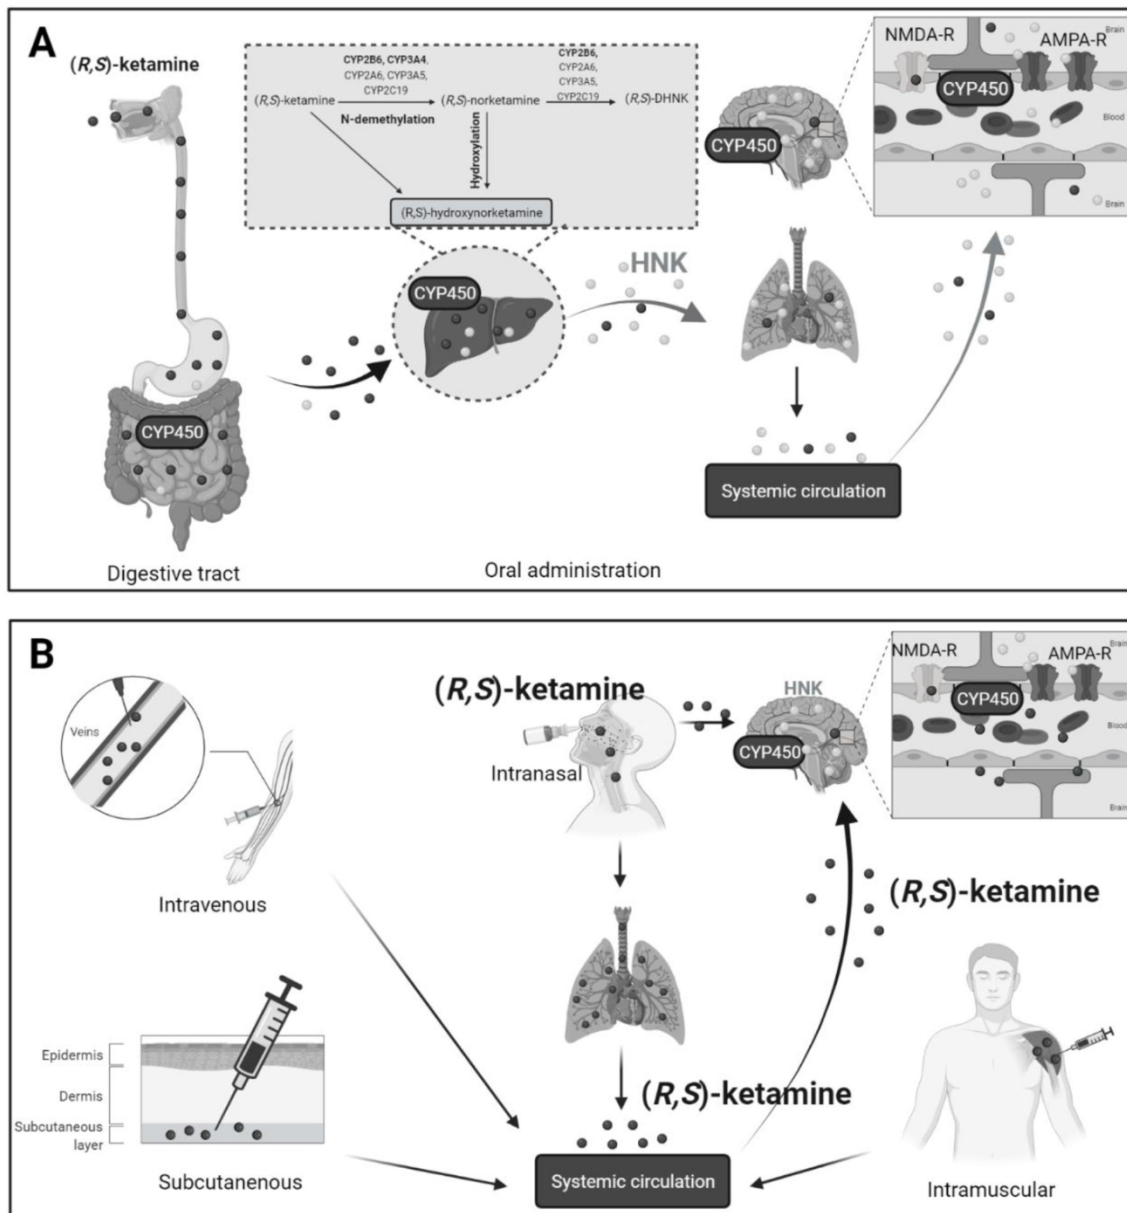 A
(R,S)-ketamine
CYP2B6, CYP3A4,
CYP2A6, CYP3A5,
CYP2C19
CYP2B6,
CYP2A6,
CYP3A5,
CYP2C19
(R,S)-ketamine
(R,S)-norketamine
(R,S)-DHNK
N-demethylation
Hydroxylation
(R,S)-hydroxynorketamine
NMDA-R
AMPA-R
Brain
CYP450
Blood
Brain
CYP450
HNK
CYP450
CYP450
Systemic circulation
Digestive tract
Oral administration
B
Veins
Intravenous
(R,S)-ketamine
Intranasal
HNK
CYP450
NMDA-R
AMPA-R
Brain
CYP450
Blood
Brain
(R,S)-ketamine
Epidermis
Dermis
Subcutaneous
layer
Subcutanenous
(R,S)-ketamine
Systemic circulation
Intramuscular